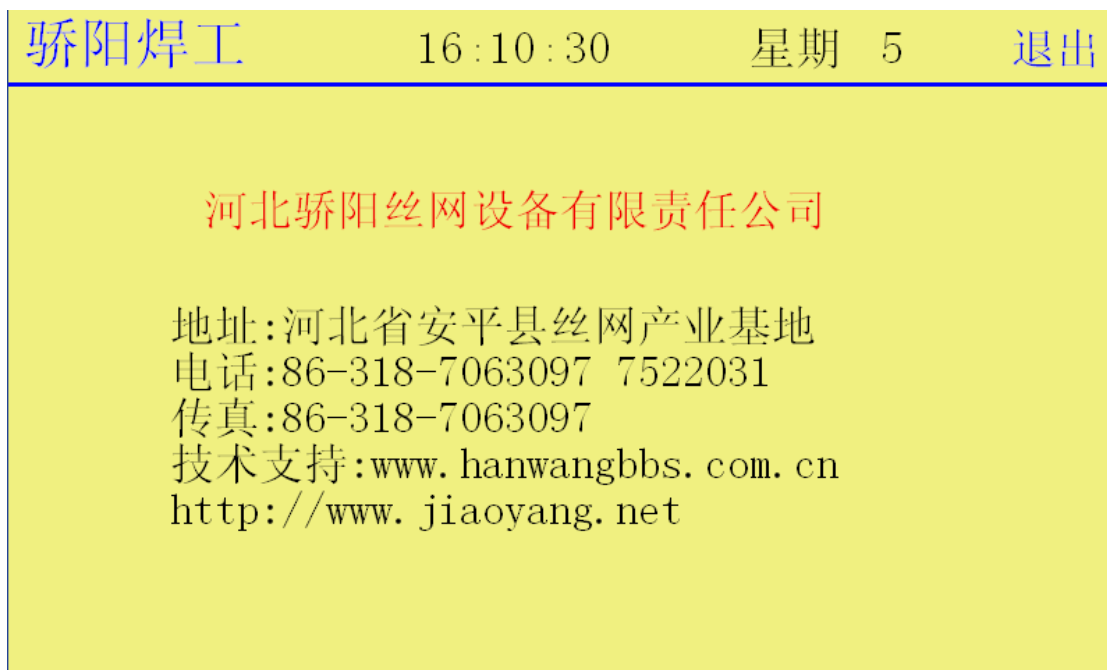 骄阳焊工 16:10:30 星期 5 退出
河北骄阳丝网设备有限责任公司
地址:河北省安平县丝网产业基地
电话:86-318-7063097 7522031
传真:86-318-7063097
技术支持:www.hanwangbbs.com.cn
http://www.jiaoyang.net